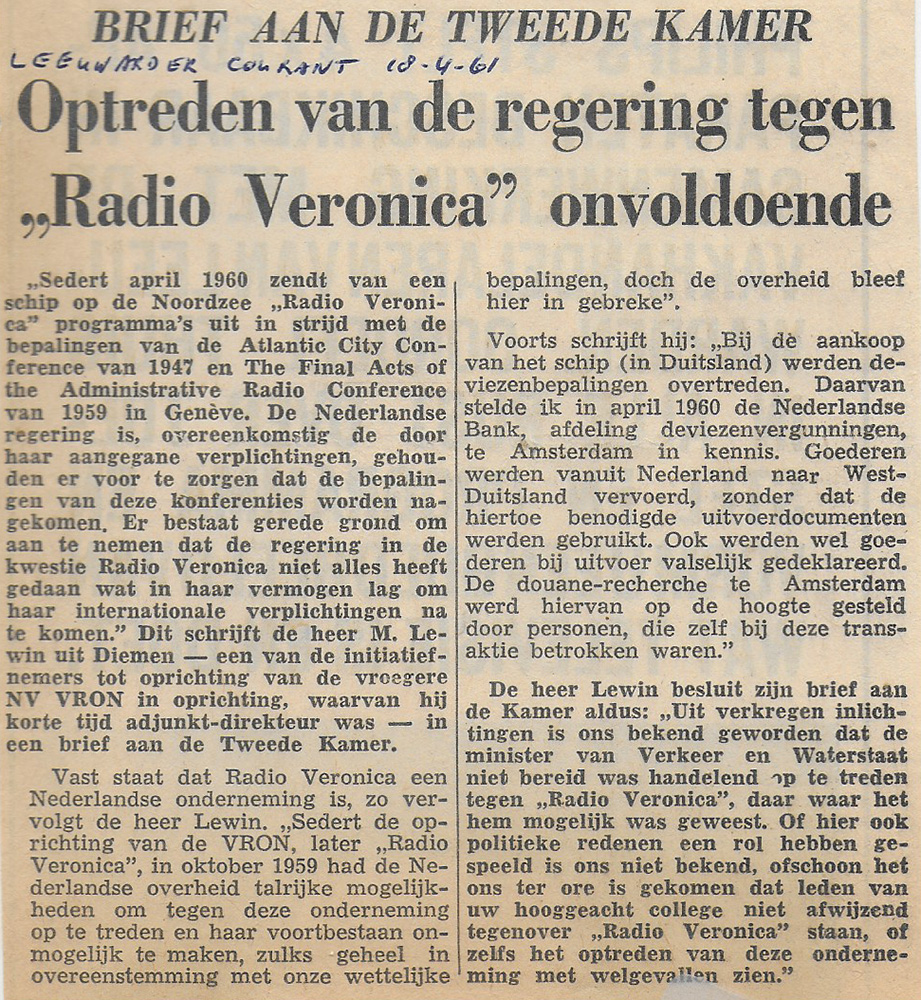 BRIEF AAN DE TWEEDE KAMER
LEEUWARDER COURANT 18-4-61
Optreden van de regering tegen
„Radio Veronica” onvoldoende
„Sedert april 1960 zendt van een
schip op de Noordzee „Radio Veroni-
ca” programma's uit in strijd met de
bepalingen van de Atlantic City Con-
ference van 1947 en The Final Acts of
the Administrative Radio Conference
van 1959 in Genève. De Nederlandse
regering is, overeenkomstig de door
haar aangegane verplichtingen, gehou-
den er voor te zorgen dat de bepalin-
gen van deze konferenties worden na-
gekomen. Er bestaat gerede grond om
aan te nemen dat de regering in de
kwestie Radio Veronica niet alles heeft
gedaan wat in haar vermogen lag om
haar internationale verplichtingen na
te komen.” Dit schrijft de heer M. Le-
win uit Diemen — een van de initiatief-
nemers tot oprichting van de vroegere
NV VRON in oprichting, waarvan hij
korte tijd adjunkt-direkteur was — in
een brief aan de Tweede Kamer.
Vast staat dat Radio Veronica een
Nederlandse onderneming is, zo ver-
volgt de heer Lewin. „Sedert de op-
richting van de VRON, later „Radio
Veronica”, in oktober 1959 had de Ne-
derlandse overheid talrijke mogelijk-
heden om tegen deze onderneming
op te treden en haar voortbestaan on-
mogelijk te maken, zulks geheel in
overeenstemming met onze wettelijke
bepalingen, doch de overheid bleef
hier in gebreke”.
Voorts schrijft hij: „Bij de aankoop
van het schip (in Duitsland) werden de-
viezenbepalingen overtreden. Daarvan
stelde ik in april 1960 de Nederlandse
Bank, afdeling deviezenvergunningen,
te Amsterdam in kennis. Goederen
werden vanuit Nederland naar West-
Duitsland vervoerd, zonder dat de
hiertoe benodigde uitvoerdocumenten
werden gebruikt. Ook werden wel goe-
deren bij uitvoer valselijk gedeklareerd.
De douane-recherche te Amsterdam
werd hiervan op de hoogte gesteld
door personen, die zelf bij deze trans-
aktie betrokken waren.”
De heer Lewin besluit zijn brief aan
de Kamer aldus: „Uit verkregen inlich-
tingen is ons bekend geworden dat de
minister van Verkeer en Waterstaat
niet bereid was handelend op te treden
tegen „Radio Veronica”, daar waar het
hem mogelijk was geweest. Of hier ook
politieke redenen een rol hebben ge-
speeld is ons niet bekend, ofschoon het
ons ter ore is gekomen dat leden van
uw hooggeacht college niet afwijzend
tegenover „Radio Veronica” staan, of
zelfs het optreden van deze onderne-
ming met welgevallen zien.”